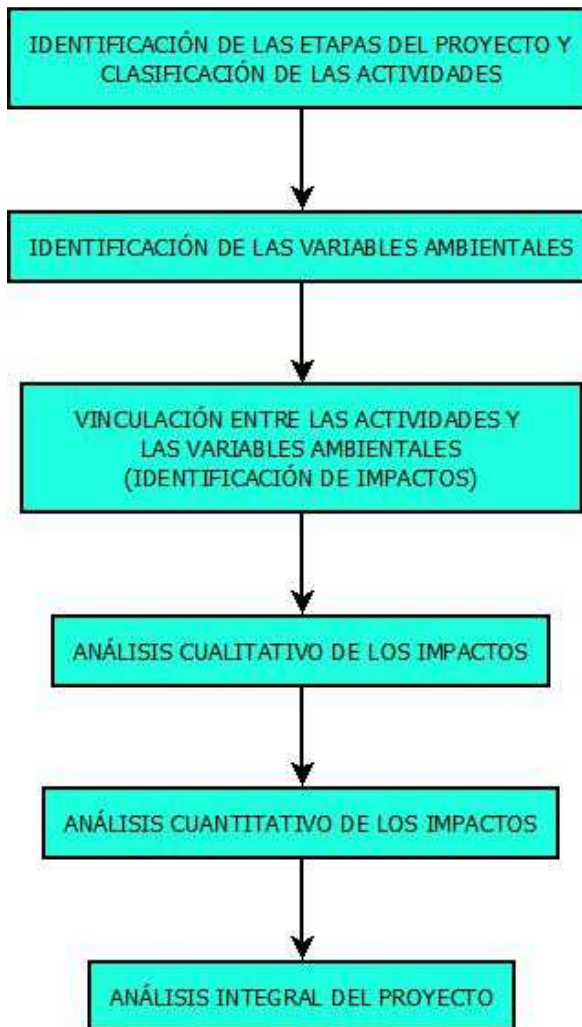 IDENTIFICACIÓN DE LAS ETAPAS DEL PROYECTO Y
CLASIFICACIÓN DE LAS ACTIVIDADES
IDENTIFICACIÓN DE LAS VARIABLES AMBIENTALES
VINCULACIÓN ENTRE LAS ACTIVIDADES Y
LAS VARIABLES AMBIENTALES
(IDENTIFICACIÓN DE IMPACTOS)
ANÁLISIS CUALITATIVO DE LOS IMPACTOS
ANÁLISIS CUANTITATIVO DE LOS IMPACTOS
ANÁLISIS INTEGRAL DEL PROYECTO